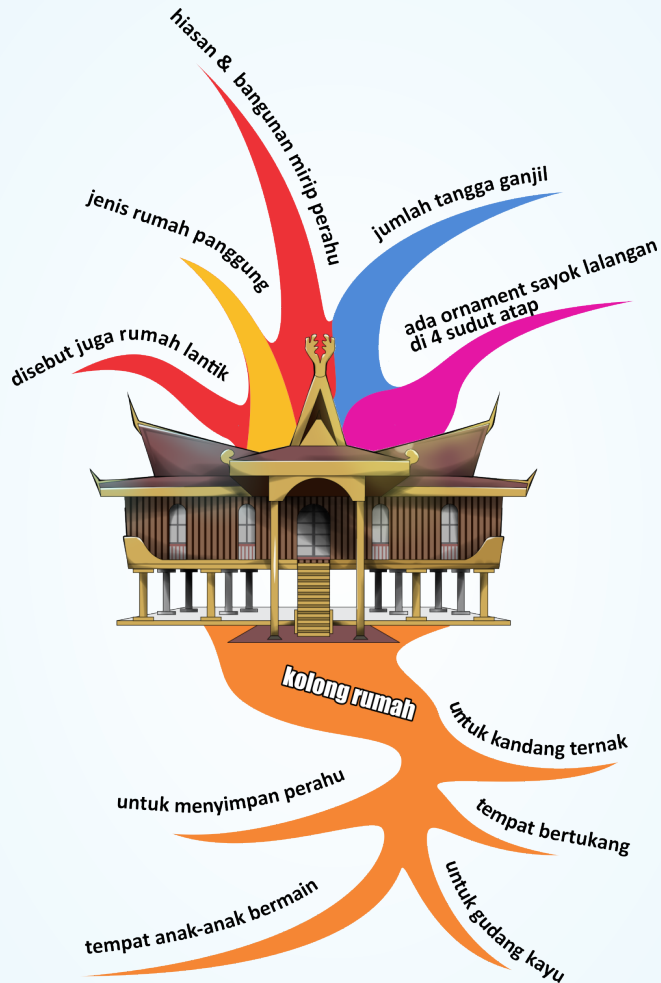 hiasan & bangunan mirip perahu
jenis rumah panggung
jumlah tangga ganjil
ada ornament sayok lalangan
di 4 sudut atap
disebut juga rumah lantik
kolong rumah
untuk kandang ternak
untuk menyimpan perahu
tempat bertukang
tempat anak-anak bermain
untuk gudang kayu